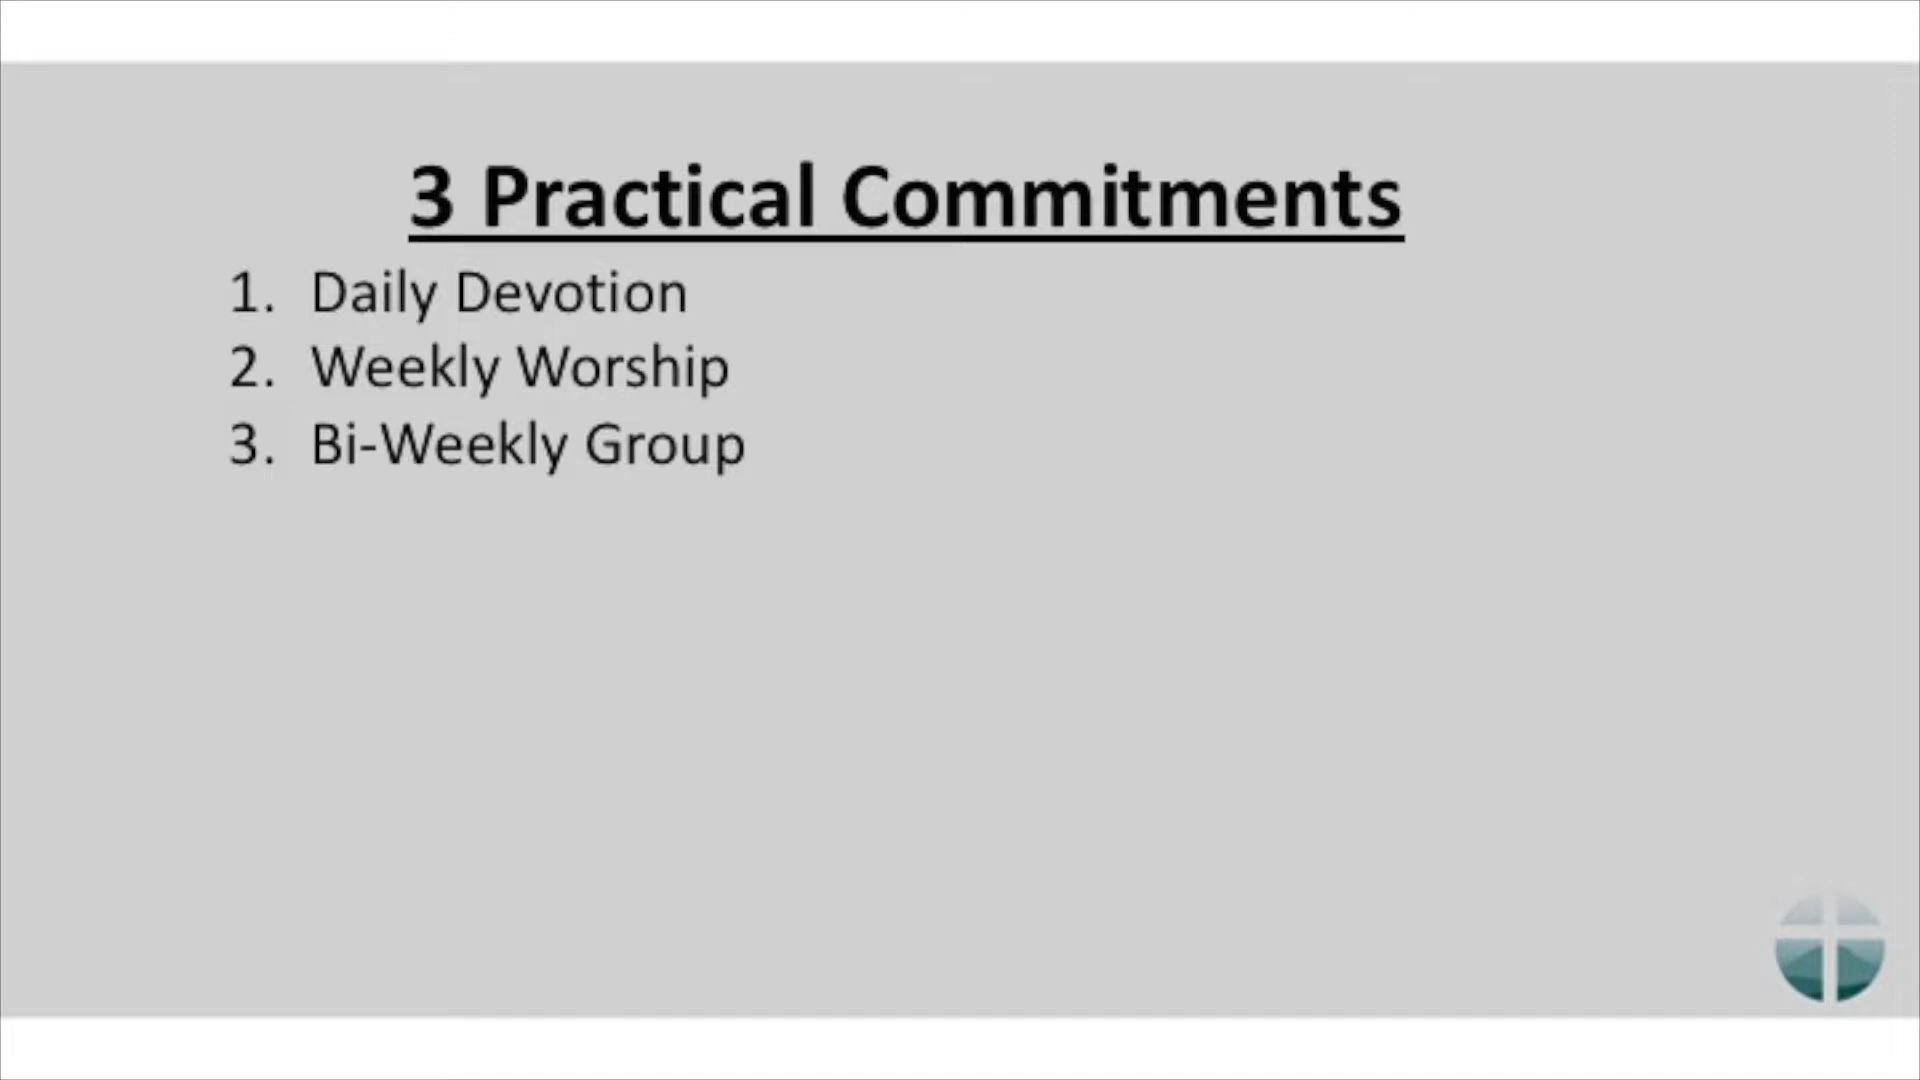 3 Practical Commitments
1. Daily Devotion
2. Weekly Worship
3. Bi-Weekly Group